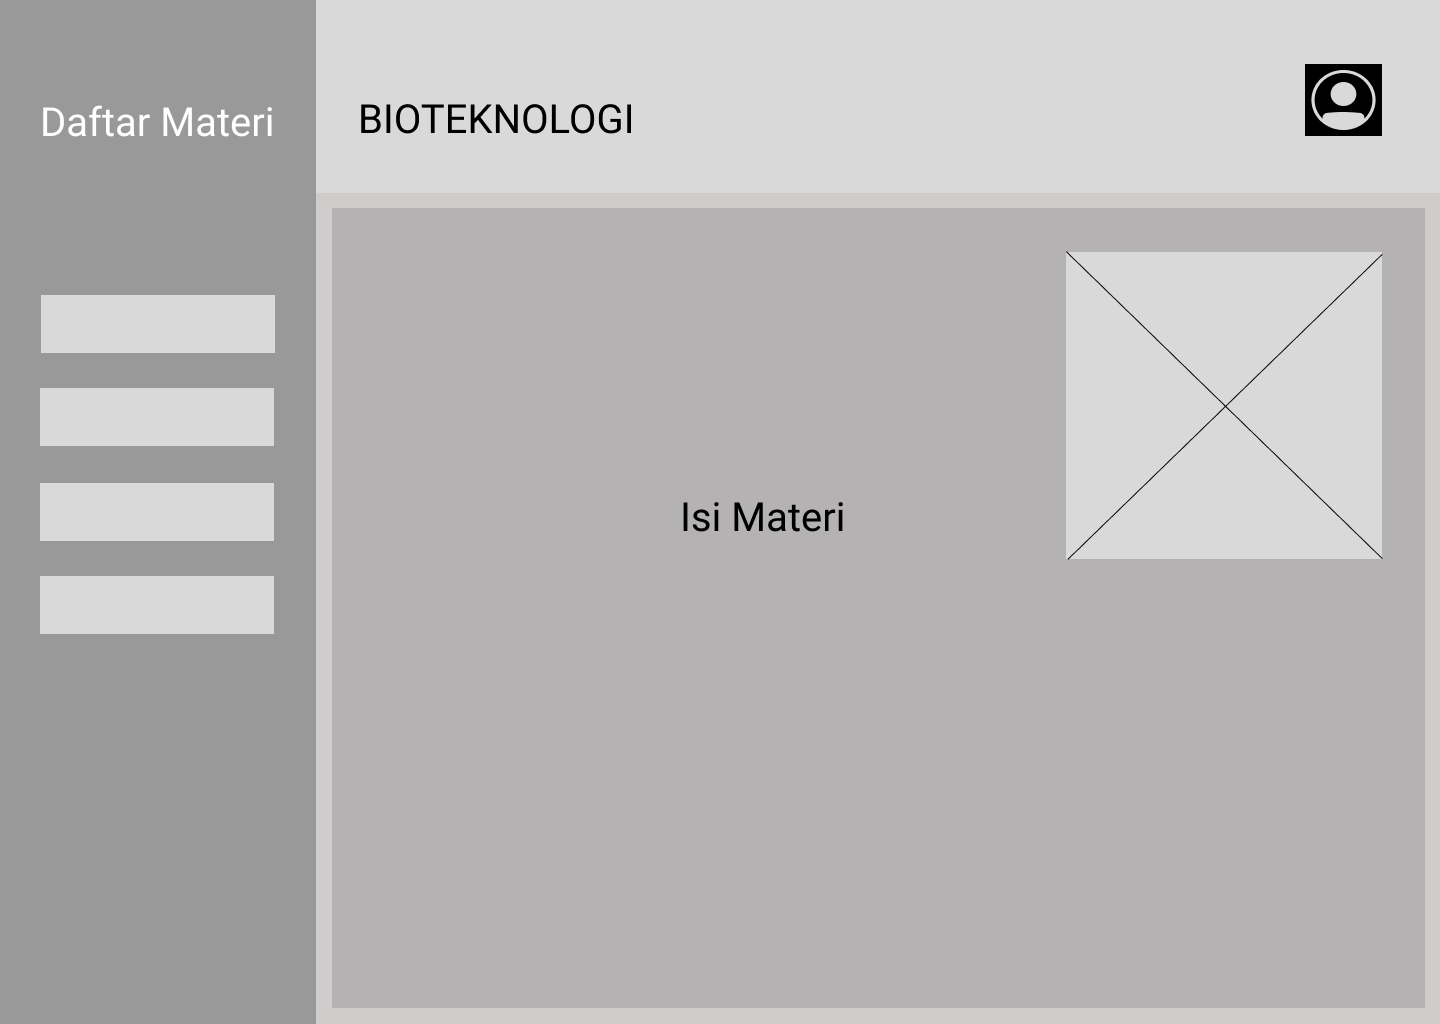 Daftar Materi
BIOTEKNOLOGI
Isi Materi